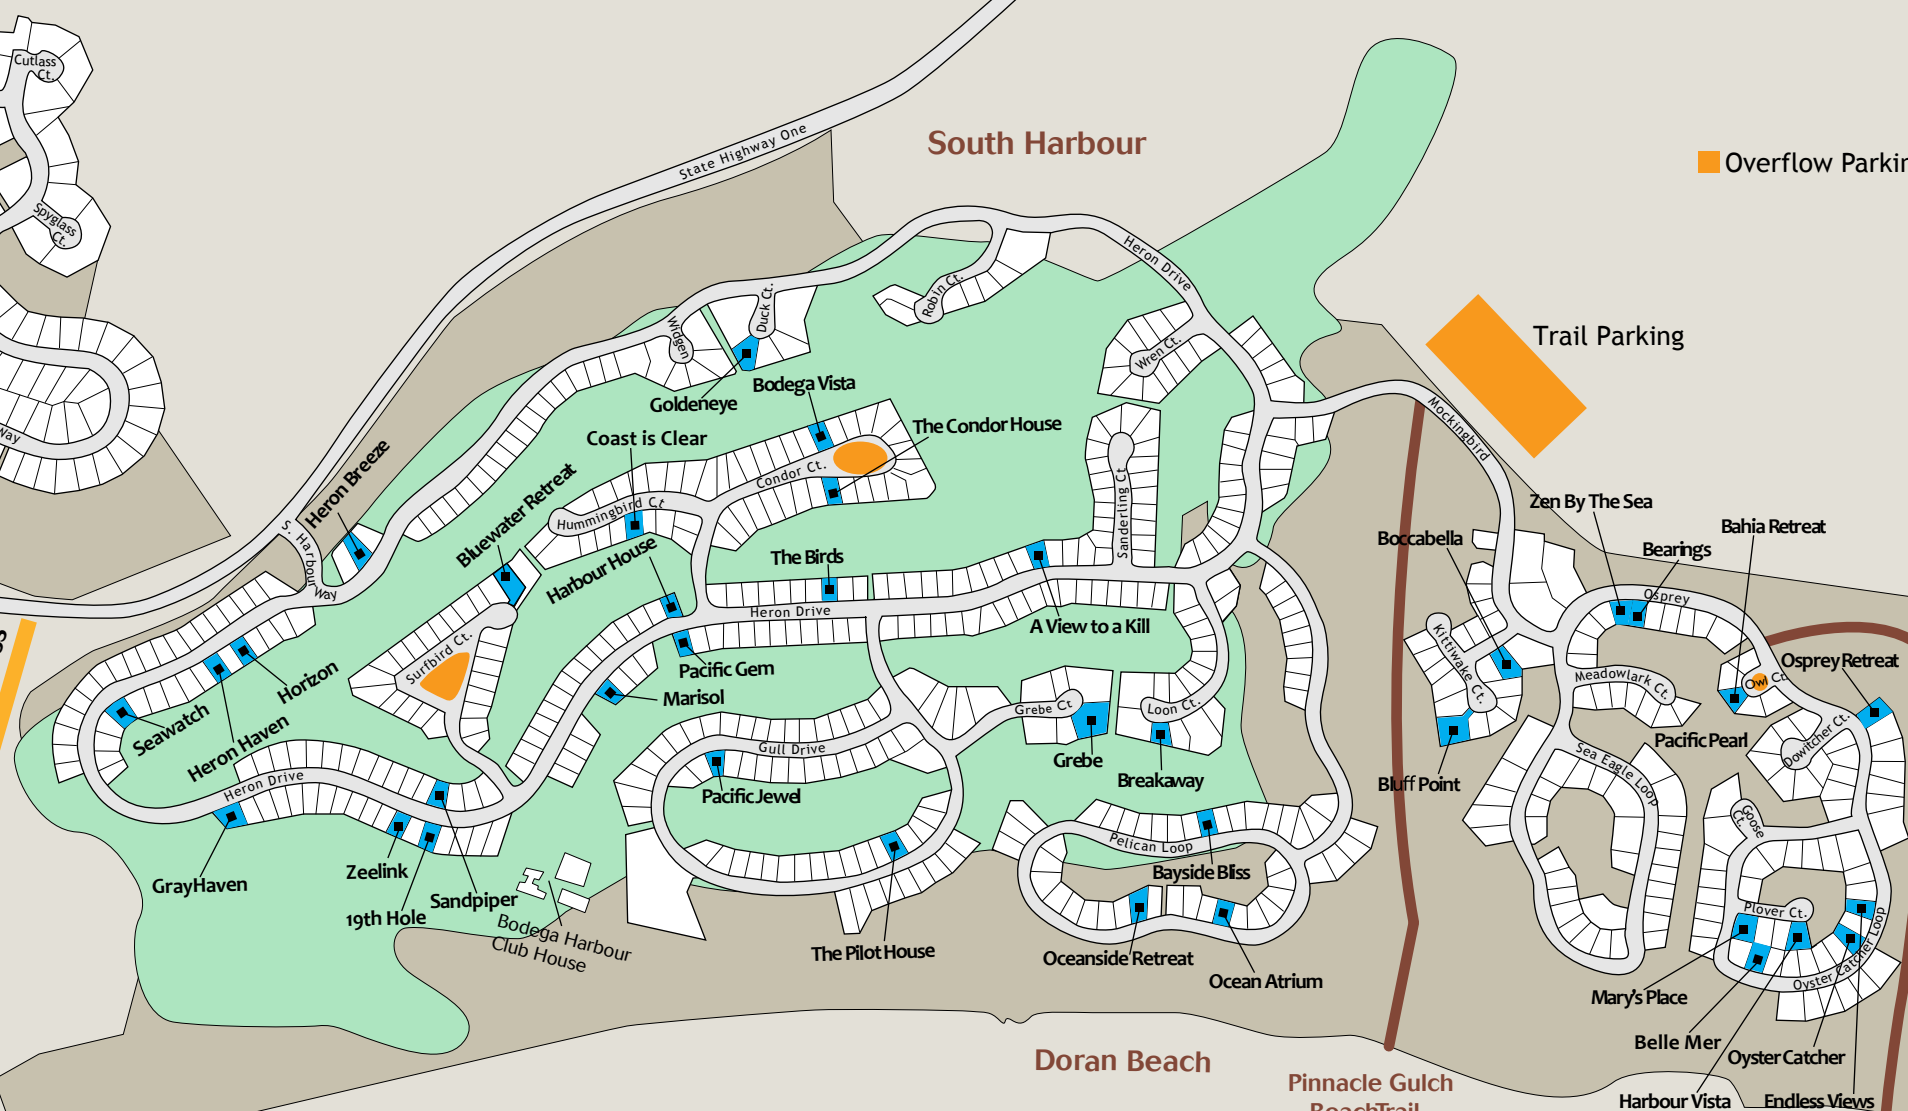 Cutlass
Ct.
Spyglass
Ct.
Way
State Highway One
South Harbour
Overflow Parkin
Trail Parking
Heron Drive
Robin Ct.
Duck Ct.
Widgen
Wren Ct.
Mockingbird
Goldeneye
Bodega Vista
The Condor House
Coast is Clear
Condor Ct.
Hummingbird Ct
Sanderling Ct
Heron Breeze
Bluewater Retreat
S. Harbour Way
Harbour House
The Birds
Heron Drive
A View to a Kill
Pacific Gem
Marisol
Surfbird Ct.
Horizon
Seawatch
Heron Haven
Heron Drive
GrayHaven
Zeelink
19th Hole
Sandpiper
Bodega Harbour
Club House
Gull Drive
Pacific Jewel
The Pilot House
Grebe Ct
Grebe
Loon Ct.
Breakaway
Pelican Loop
Bayside Bliss
Oceanside Retreat
Ocean Atrium
Zen By The Sea
Boccabella
Bearings
Bahia Retreat
Osprey
Kittiwake Ct.
Meadowlark Ct.
Owl Ct
Osprey Retreat
Bluff Point
Pacific Pearl
Dowitcher Ct.
Sea Eagle Loop
Goose
Ct.
Plover Ct.
Oyster Catcher Loop
Mary's Place
Belle Mer
Oyster Catcher
Harbour Vista
Endless Views
Doran Beach
Pinnacle Gulch
BeachTrail